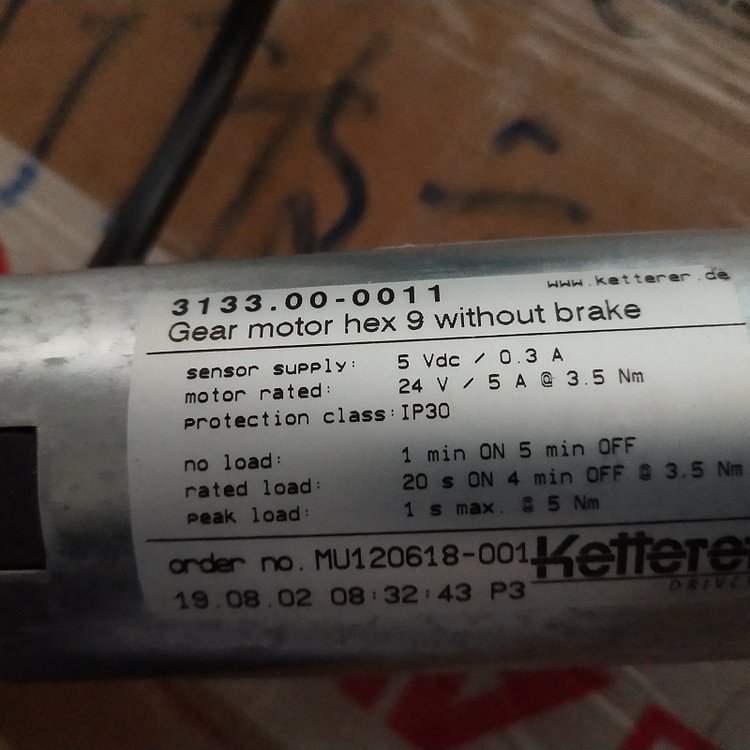 3133.00-0011
www.ketterer.de
Gear motor hex 9 without brake
sensor supply: 5 Vdc / 0.3 A
motor rated: 24 V / 5 A @ 3.5 Nm
protection class: IP30
no load: 1 min ON 5 min OFF
rated load: 20 s ON 4 min OFF @ 3.5 Nm
peak load: 1 s max. @ 5 Nm
order no. MU120618-001
Ketterer
DRIVE
19.08.02 08:32:43 P3